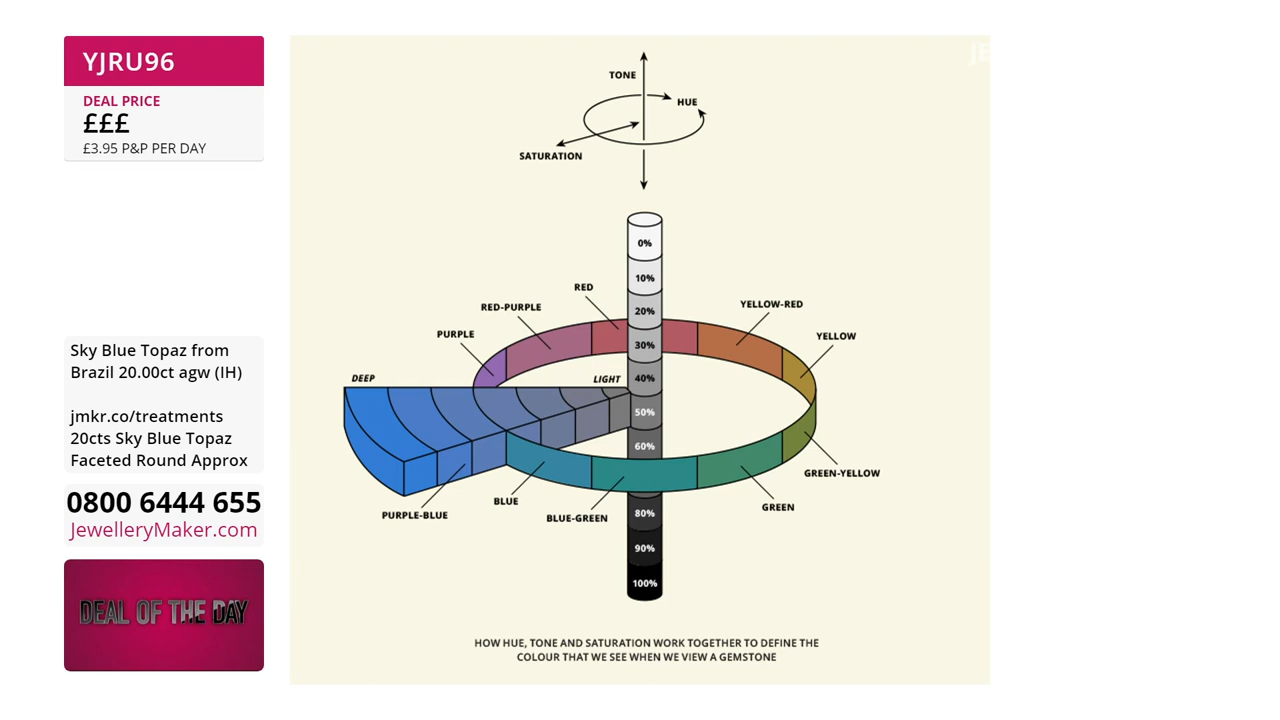 YJRU96
DEAL PRICE
£££
£3.95 P&P PER DAY
Sky Blue Topaz from
Brazil 20.00ct agw (IH)
jmkr.co/treatments
20cts Sky Blue Topaz
Faceted Round Approx
0800 6444 655
JewelleryMaker.com
DEAL OF THE DAY
JE
TONE
HUE
SATURATION
0%
10%
20%
30%
40%
50%
60%
80%
90%
100%
RED
RED-PURPLE
PURPLE
YELLOW-RED
YELLOW
DEEP
LIGHT
GREEN-YELLOW
GREEN
BLUE-GREEN
BLUE
PURPLE-BLUE
HOW HUE, TONE AND SATURATION WORK TOGETHER TO DEFINE THE
COLOUR THAT WE SEE WHEN WE VIEW A GEMSTONE